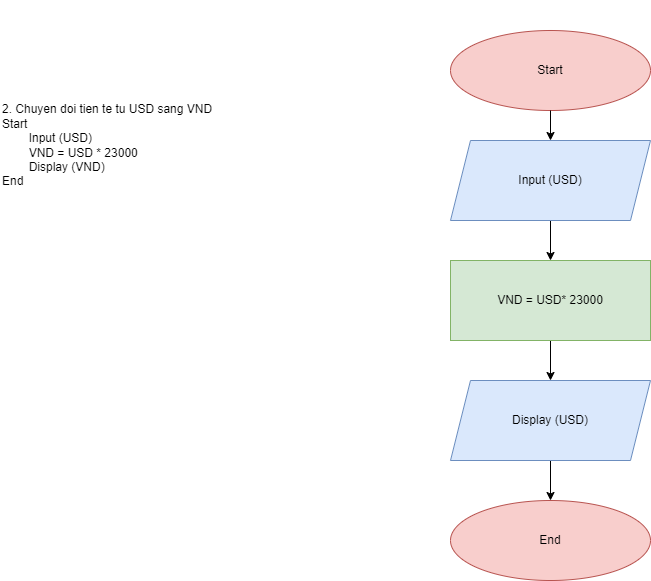 2. Chuyen doi tien te tu USD sang VND
Start
Input (USD)
VND = USD * 23000
Display (VND)
End
Start
Input (USD)
VND = USD* 23000
Display (USD)
End